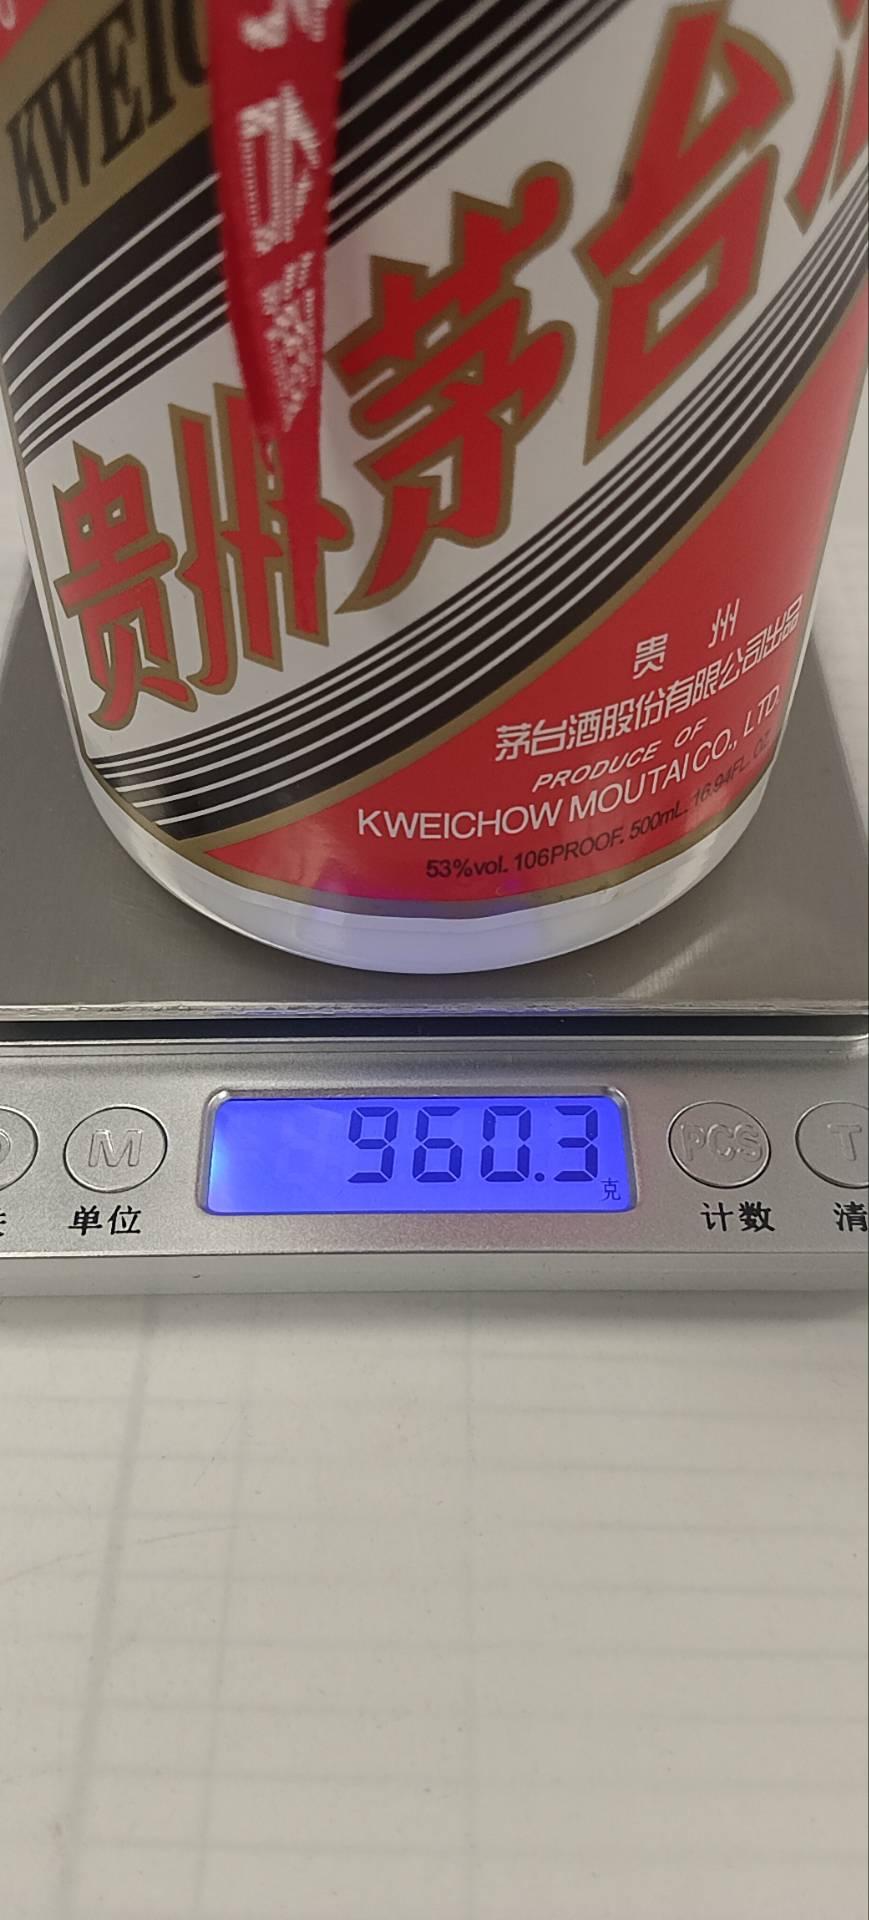 KWEIC
贵州茅台
贵 州
茅台酒股份有限公司出品
PRODUCE OF
KWEICHOW MOUTAI CO., LTD.
53%vol. 106PROOF. 500mL. 16.94FL. OZ
960.3
克
M
PCS
T
单位
计数
清